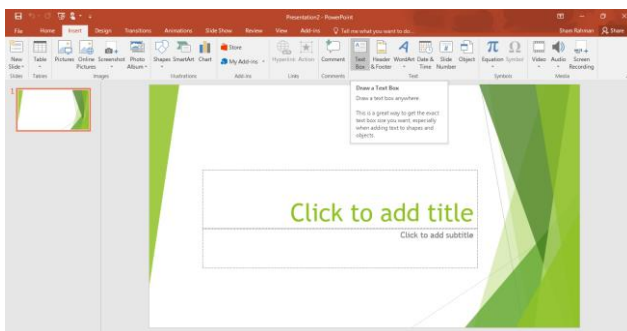 Presentation2 - PowerPoint
File Home Insert Design Transitions Animations Slide Show Review View Add-ins Tell me what you want to do... Share
New Slide
Table
Pictures
Online Pictures
Screenshot
Photo Album
Shapes
SmartArt
Chart
Store
My Add-ins
Hyperlink
Action
Comment
Text Box
Header & Footer
WordArt
Date & Time
Slide Number
Object
Equation
Symbol
Video
Audio
Screen Recording
Slides Tables Images Illustrations Add-ins Links Comments Text Symbols Media
Draw a Text Box
Draw a text box anywhere.
This is a great way to get the exact
text box size you want, especially
when adding text to shapes and
objects.
1
Click to add title
Click to add subtitle